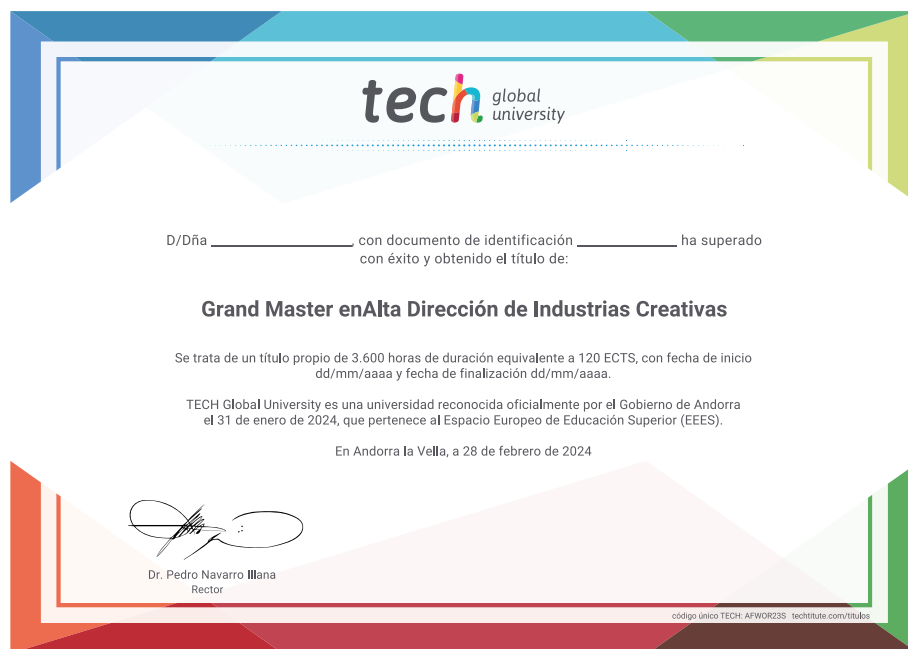 tech global university
D/Dña ______________, con documento de identificación __________ ha superado
con éxito y obtenido el título de:
Grand Master enAlta Dirección de Industrias Creativas
Se trata de un título propio de 3.600 horas de duración equivalente a 120 ECTS, con fecha de inicio
dd/mm/aaaa y fecha de finalización dd/mm/aaaa.
TECH Global University es una universidad reconocida oficialmente por el Gobierno de Andorra
el 31 de enero de 2024, que pertenece al Espacio Europeo de Educación Superior (EEES).
En Andorra la Vella, a 28 de febrero de 2024
Dr. Pedro Navarro Illana
Rector
código único TECH: AFWOR23S techtitute.com/titulos